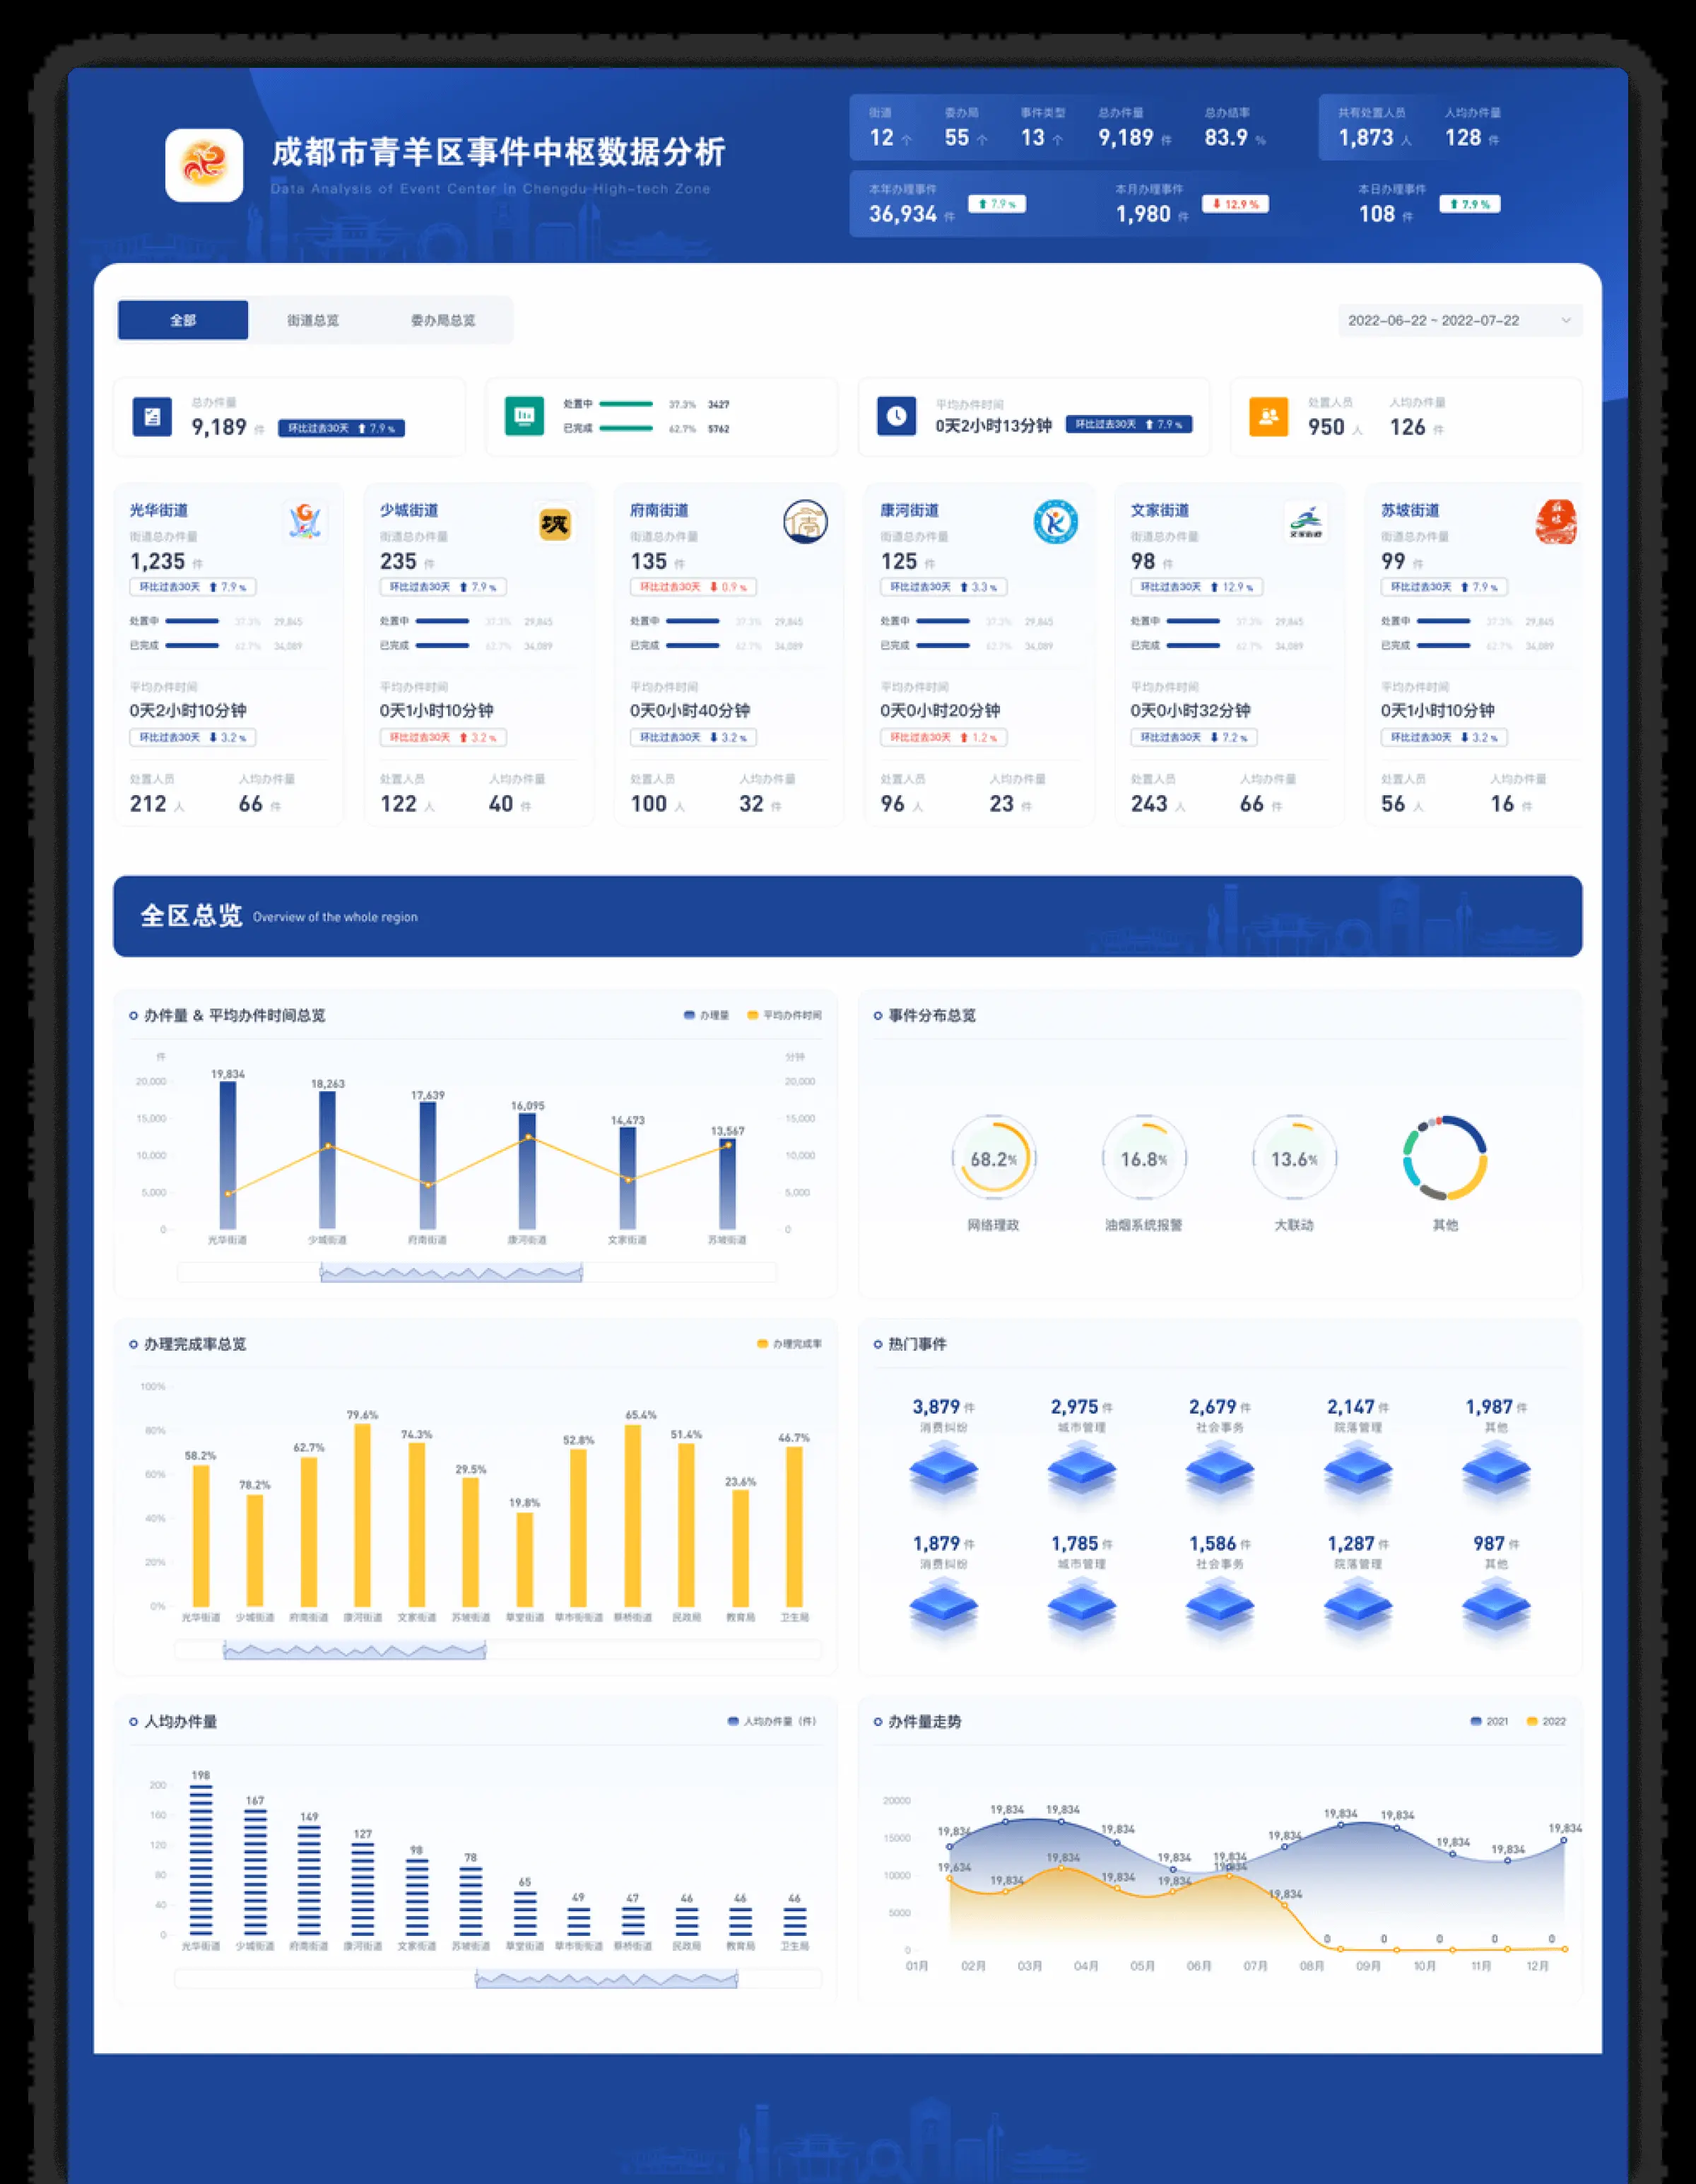 成都市青羊区事件中枢数据分析
Data Analysis of Event Center in Chengdu High-tech Zone
街道 委办局 事件类型 总办件量 总办结率
12 个 55 个 13 个 9,189 件 83.9 %
共有处置人员 人均办件量
1,873 人 128 件
本年办理事件 本月办理事件 本日办理事件
36,934 件 7.9 % 1,980 件 12.9 % 108 件 7.9 %
全部 街道总览 委办局总览
2022-06-22 ~ 2022-07-22
总办件量
9,189 件 环比过去30天 7.9 %
处置中 37.3% 3427
已完成 62.7% 5762
平均办件时间
0天2小时13分钟 环比过去30天 7.9 %
处置人员 人均办件量
950 人 126 件
光华街道
街道总办件量
1,235 件
环比过去30天 7.9 %
处置中 37.3% 29,845
已完成 62.7% 34,089
平均办件时间
0天2小时10分钟
环比过去30天 3.2 %
处置人员 人均办件量
212 人 66 件
少城街道
坡
街道总办件量
235 件
环比过去30天 7.9 %
处置中 37.3% 29,845
已完成 62.7% 34,089
平均办件时间
0天1小时10分钟
环比过去30天 3.2 %
处置人员 人均办件量
122 人 40 件
府南街道
街道总办件量
135 件
环比过去30天 0.9 %
处置中 37.3% 29,845
已完成 62.7% 34,089
平均办件时间
0天0小时40分钟
环比过去30天 3.2 %
处置人员 人均办件量
100 人 32 件
康河街道
街道总办件量
125 件
环比过去30天 3.3 %
处置中 37.3% 29,845
已完成 62.7% 34,089
平均办件时间
0天0小时20分钟
环比过去30天 1.2 %
处置人员 人均办件量
96 人 23 件
文家街道
文家街道
街道总办件量
98 件
环比过去30天 12.9 %
处置中 37.3% 29,845
已完成 62.7% 34,089
平均办件时间
0天0小时32分钟
环比过去30天 7.2 %
处置人员 人均办件量
243 人 66 件
苏坡街道
街道总办件量
99 件
环比过去30天 7.9 %
处置中 37.3% 29,845
已完成 62.7% 34,089
平均办件时间
0天1小时10分钟
环比过去30天 3.2 %
处置人员 人均办件量
56 人 16 件
全区总览 Overview of the whole region
办件量 & 平均办件时间总览
办理量 平均办件时间
件 分钟
20,000 15,000 10,000 5,000 0
19,834 18,263 17,639 16,095 14,473 13,567
20,000 15,000 10,000 5,000 0
光华街道 少城街道 府南街道 康河街道 文家街道 苏坡街道
事件分布总览
68.2% 16.8% 13.6%
网络理政 油烟系统报警 大联动 其他
办理完成率总览
办理完成率
100% 80% 60% 40% 20% 0%
58.2% 78.2% 62.7% 79.6% 74.3% 29.5% 19.8% 52.8% 65.4% 51.4% 23.6% 46.7%
光华街道 少城街道 府南街道 康河街道 文家街道 苏坡街道 草堂街道 草市街街道 蔡桥街道 民政局 教育局 卫生局
热门事件
3,879 件 2,975 件 2,679 件 2,147 件 1,987 件
消费纠纷 城市管理 社会事务 院落管理 其他
1,879 件 1,785 件 1,586 件 1,287 件 987 件
消费纠纷 城市管理 社会事务 院落管理 其他
人均办件量
人均办件量（件）
200 160 120 80 40 0
198 167 149 127 98 78 65 49 47 46 46 46
光华街道 少城街道 府南街道 康河街道 文家街道 苏坡街道 草堂街道 草市街街道 蔡桥街道 民政局 教育局 卫生局
办件量走势
2021 2022
20000 15000 10000 5000 0
19,834 19,834 19,834 19,834 19,834 19,834 19,834 19,834 19,834 19,834 19,834 19,834
19,634 19,834 19,834 19,834 19,834 19,834 19,834 0 0 0 0 0
01月 02月 03月 04月 05月 06月 07月 08月 09月 10月 11月 12月